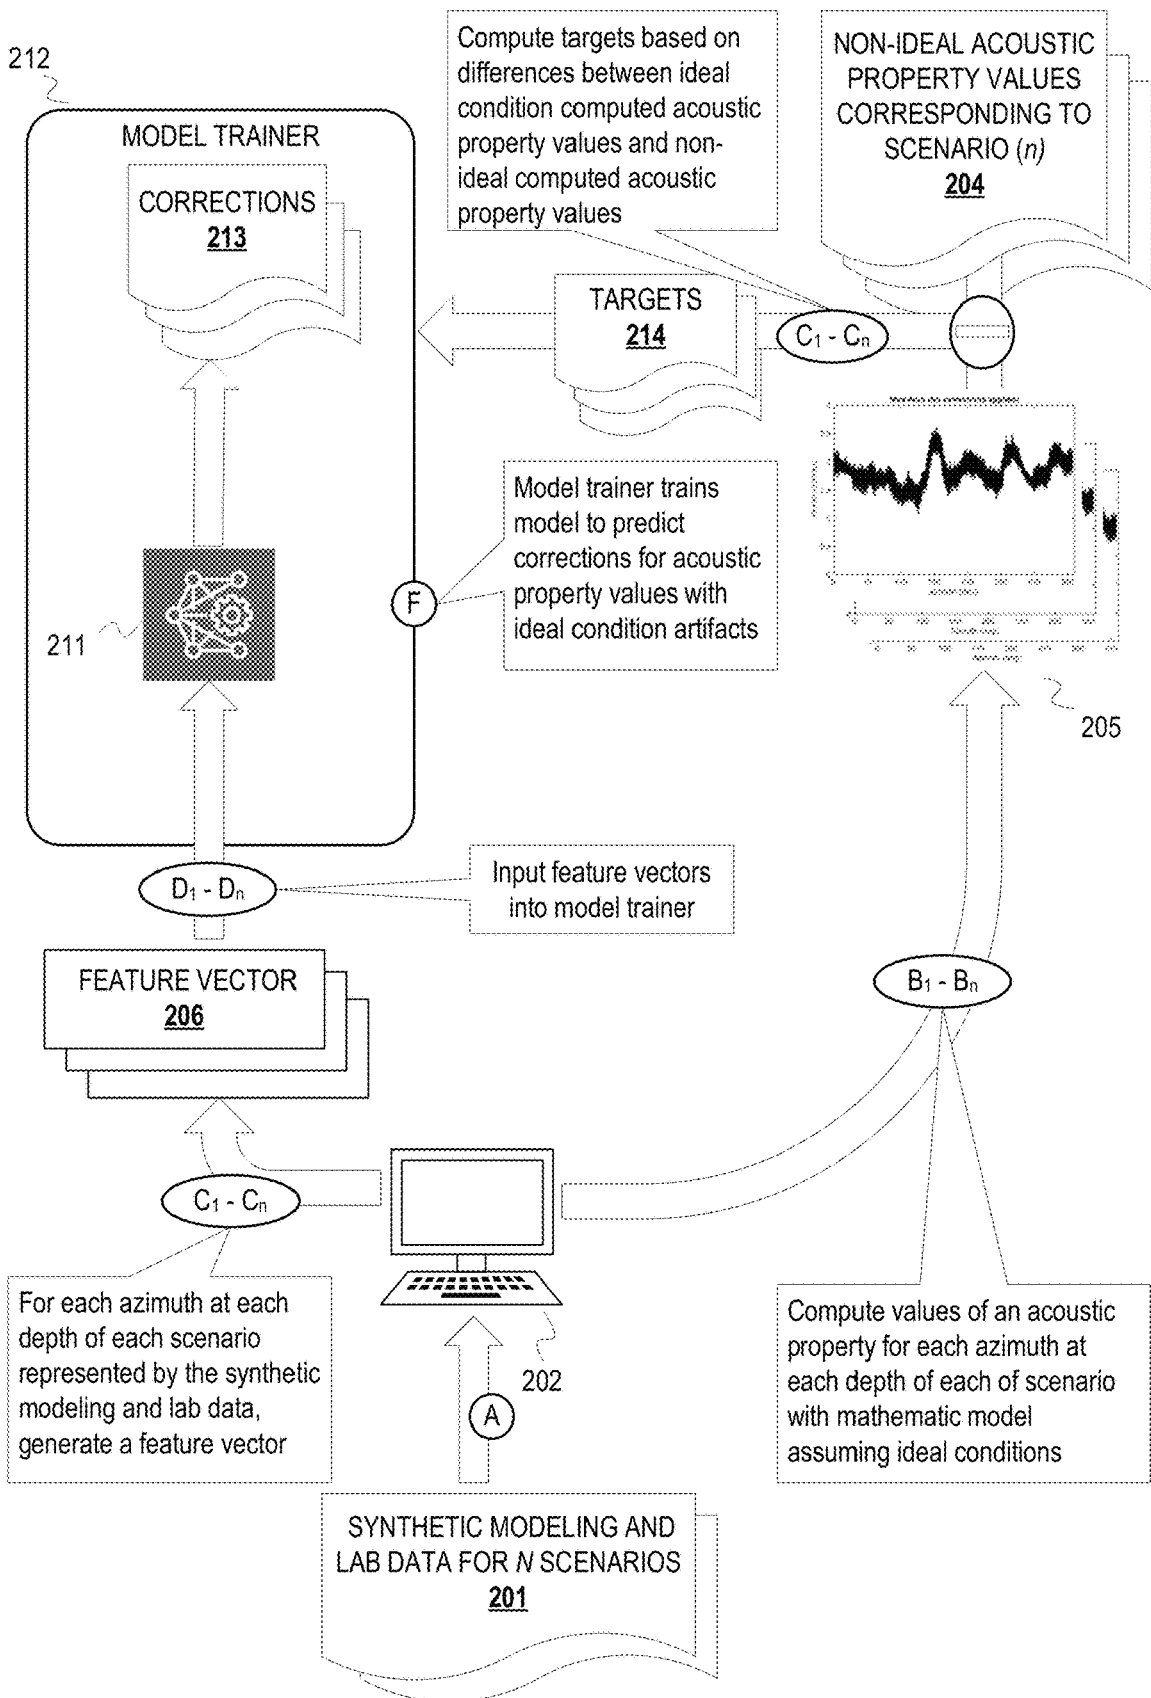 212
MODEL TRAINER
CORRECTIONS
213
Compute targets based on
differences between ideal
condition computed acoustic
property values and non-
ideal computed acoustic
property values
NON-IDEAL ACOUSTIC
PROPERTY VALUES
CORRESPONDING TO
SCENARIO (n)
204
TARGETS
214
C1 - Cn
Model trainer trains
model to predict
corrections for acoustic
property values with
ideal condition artifacts
F
211
205
D1 - Dn
Input feature vectors
into model trainer
FEATURE VECTOR
206
B1 - Bn
C1 - Cn
For each azimuth at each
depth of each scenario
represented by the synthetic
modeling and lab data,
generate a feature vector
202
A
Compute values of an acoustic
property for each azimuth at
each depth of each of scenario
with mathematic model
assuming ideal conditions
SYNTHETIC MODELING AND
LAB DATA FOR N SCENARIOS
201